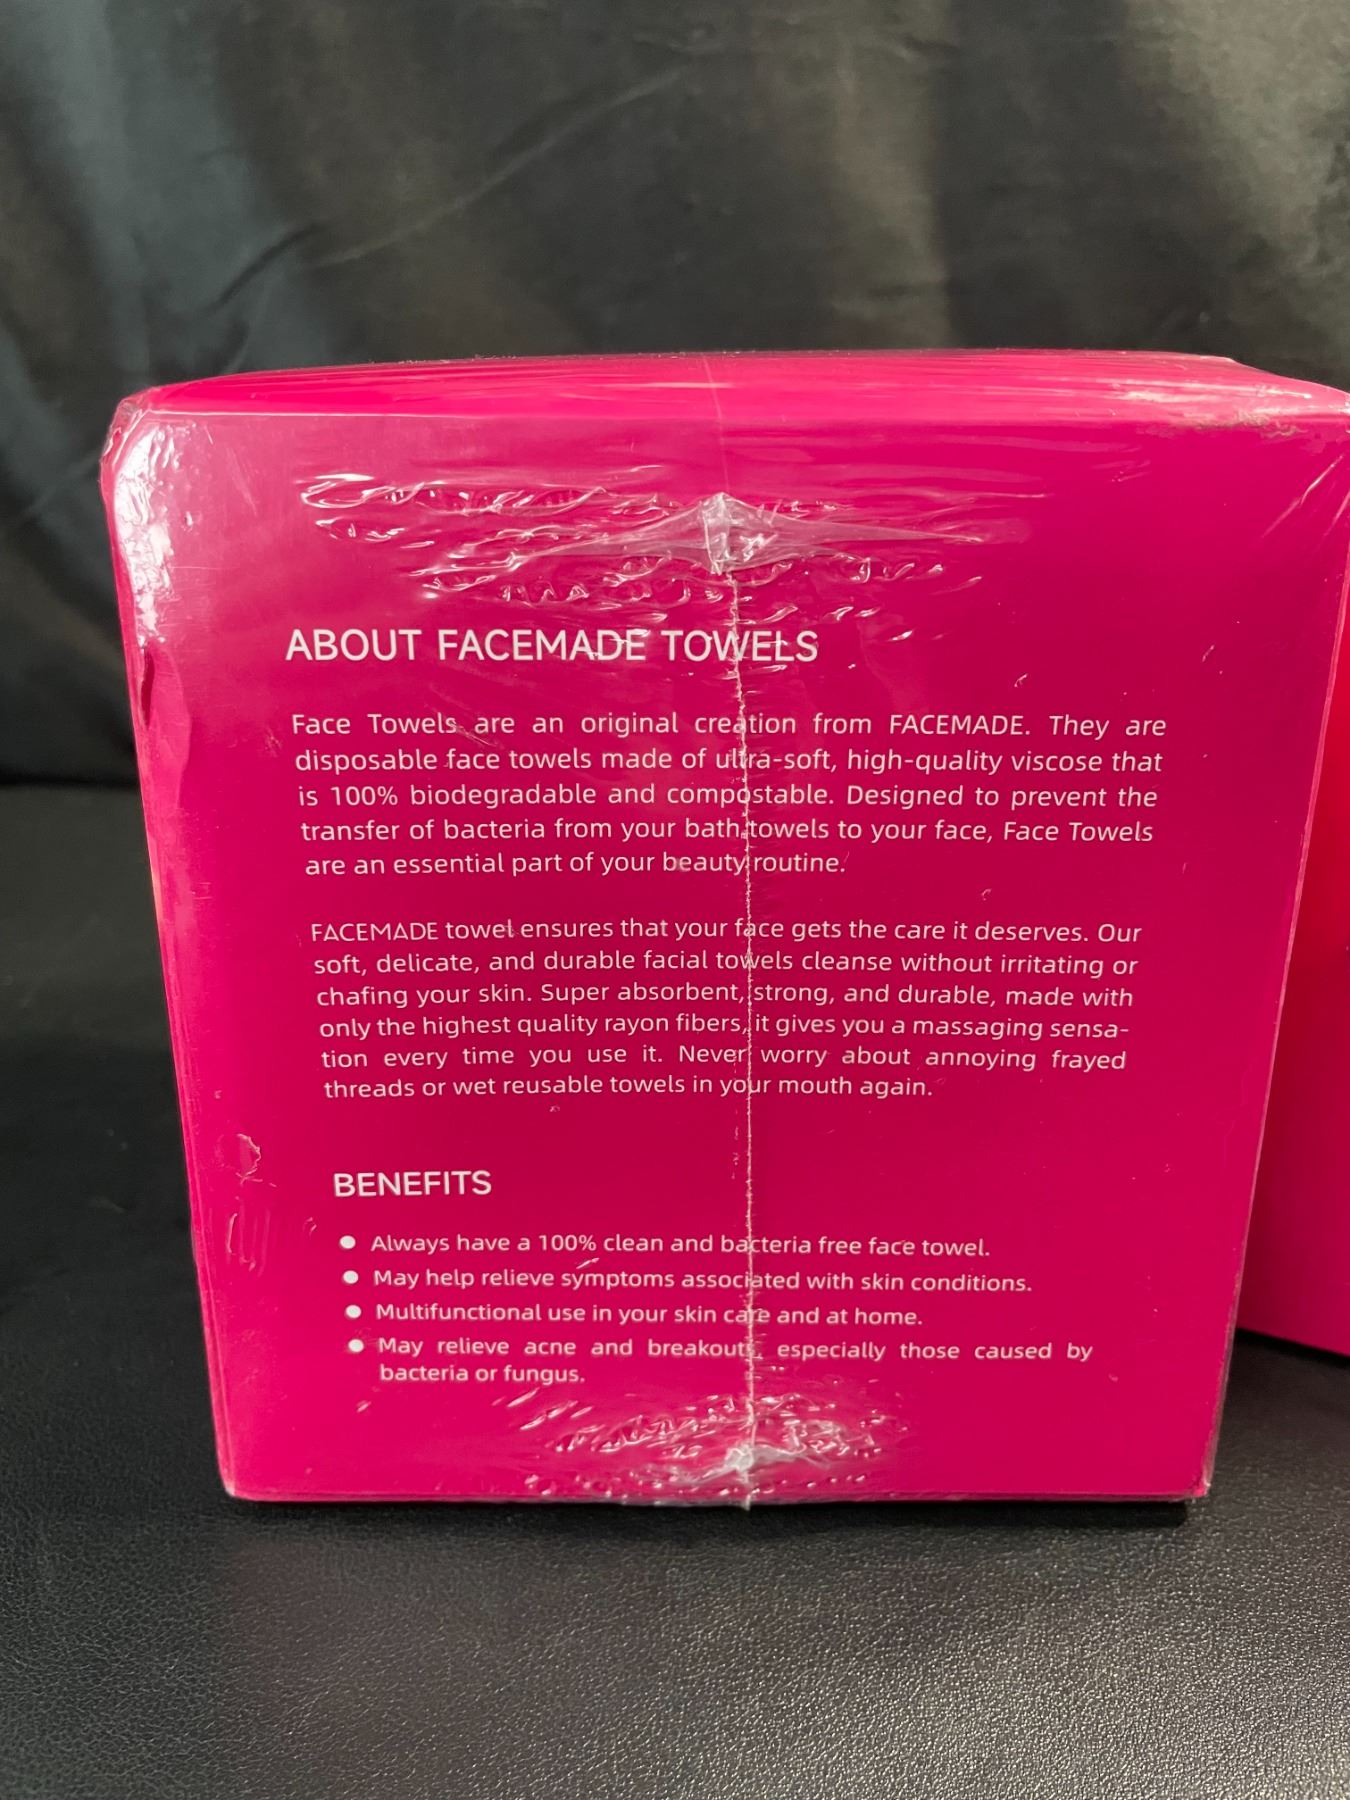 ABOUT FACEMADE TOWELS
Face Towels are an original creation from FACEMADE. They are
disposable face towels made of ultra-soft, high-quality viscose that
is 100% biodegradable and compostable. Designed to prevent the
transfer of bacteria from your bath towels to your face, Face Towels
are an essential part of your beauty routine.
FACEMADE towel ensures that your face gets the care it deserves. Our
soft, delicate, and durable facial towels cleanse without irritating or
chafing your skin. Super absorbent, strong, and durable, made with
only the highest quality rayon fibers, it gives you a massaging sensa-
tion every time you use it. Never worry about annoying frayed
threads or wet reusable towels in your mouth again.
BENEFITS
● Always have a 100% clean and bacteria free face towel.
● May help relieve symptoms associated with skin conditions.
● Multifunctional use in your skin care and at home.
● May relieve acne and breakouts, especially those caused by
bacteria or fungus.